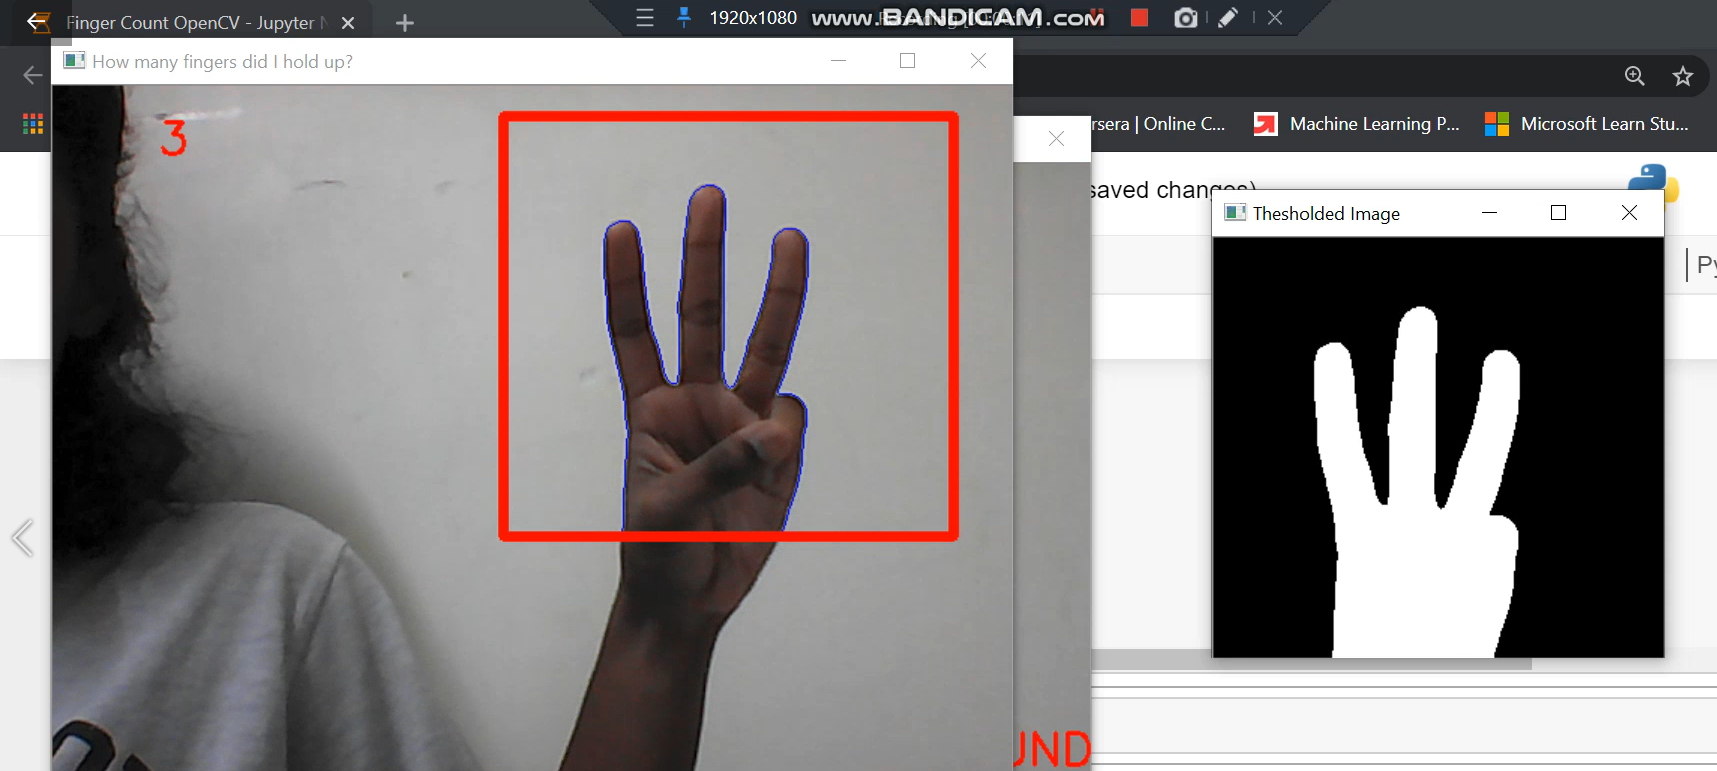 Finger Count OpenCV - Jupyter N
1920x1080
www.BANDICAM.com
How many fingers did I hold up?
3
rsera | Online C...
Machine Learning P...
Microsoft Learn Stu...
saved changes)
Thesholded Image
Py
UND